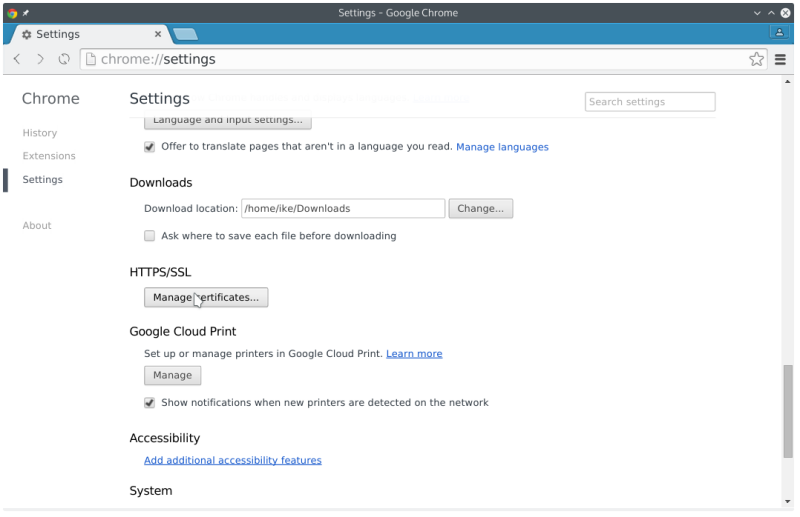 Settings - Google Chrome
Settings
chrome://settings
Chrome
Settings
Search settings
History
Extensions
Settings
About
Language and input settings...
Offer to translate pages that aren't in a language you read. Manage languages
Downloads
Download location: /home/ike/Downloads Change...
Ask where to save each file before downloading
HTTPS/SSL
Manage certificates...
Google Cloud Print
Set up or manage printers in Google Cloud Print. Learn more
Manage
Show notifications when new printers are detected on the network
Accessibility
Add additional accessibility features
System